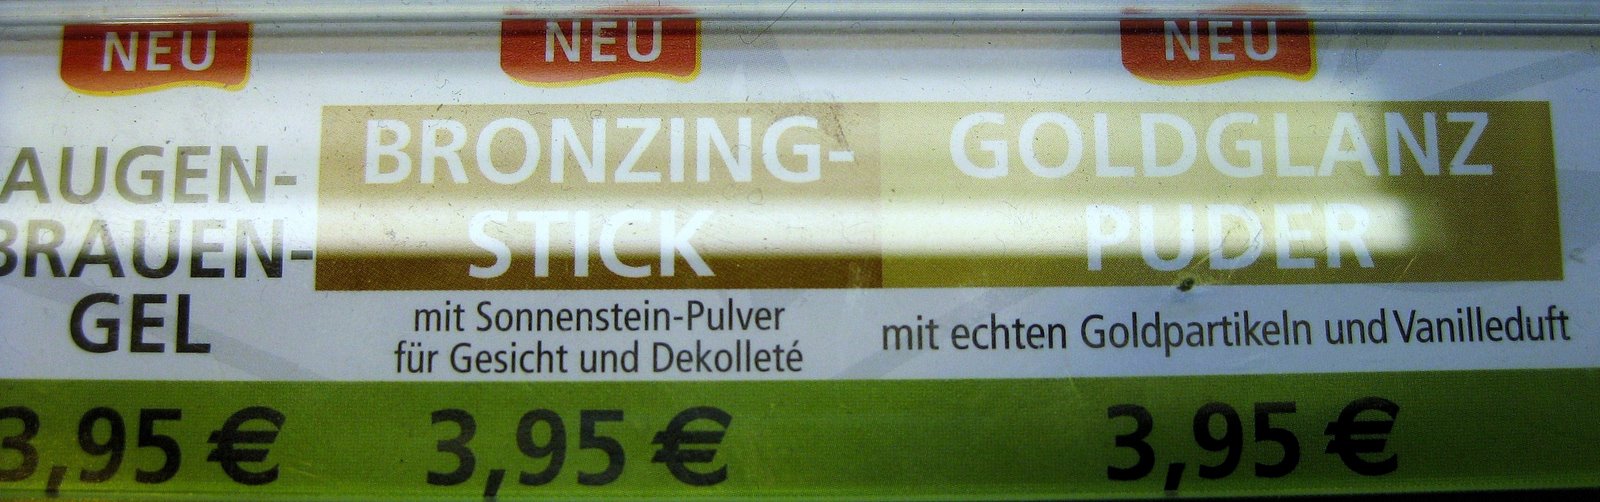 NEU
AUGEN-
BRAUEN-
GEL
3,95 €
NEU
BRONZING-
STICK
mit Sonnenstein-Pulver
für Gesicht und Dekolleté
3,95 €
NEU
GOLDGLANZ
PUDER
mit echten Goldpartikeln und Vanilleduft
3,95 €